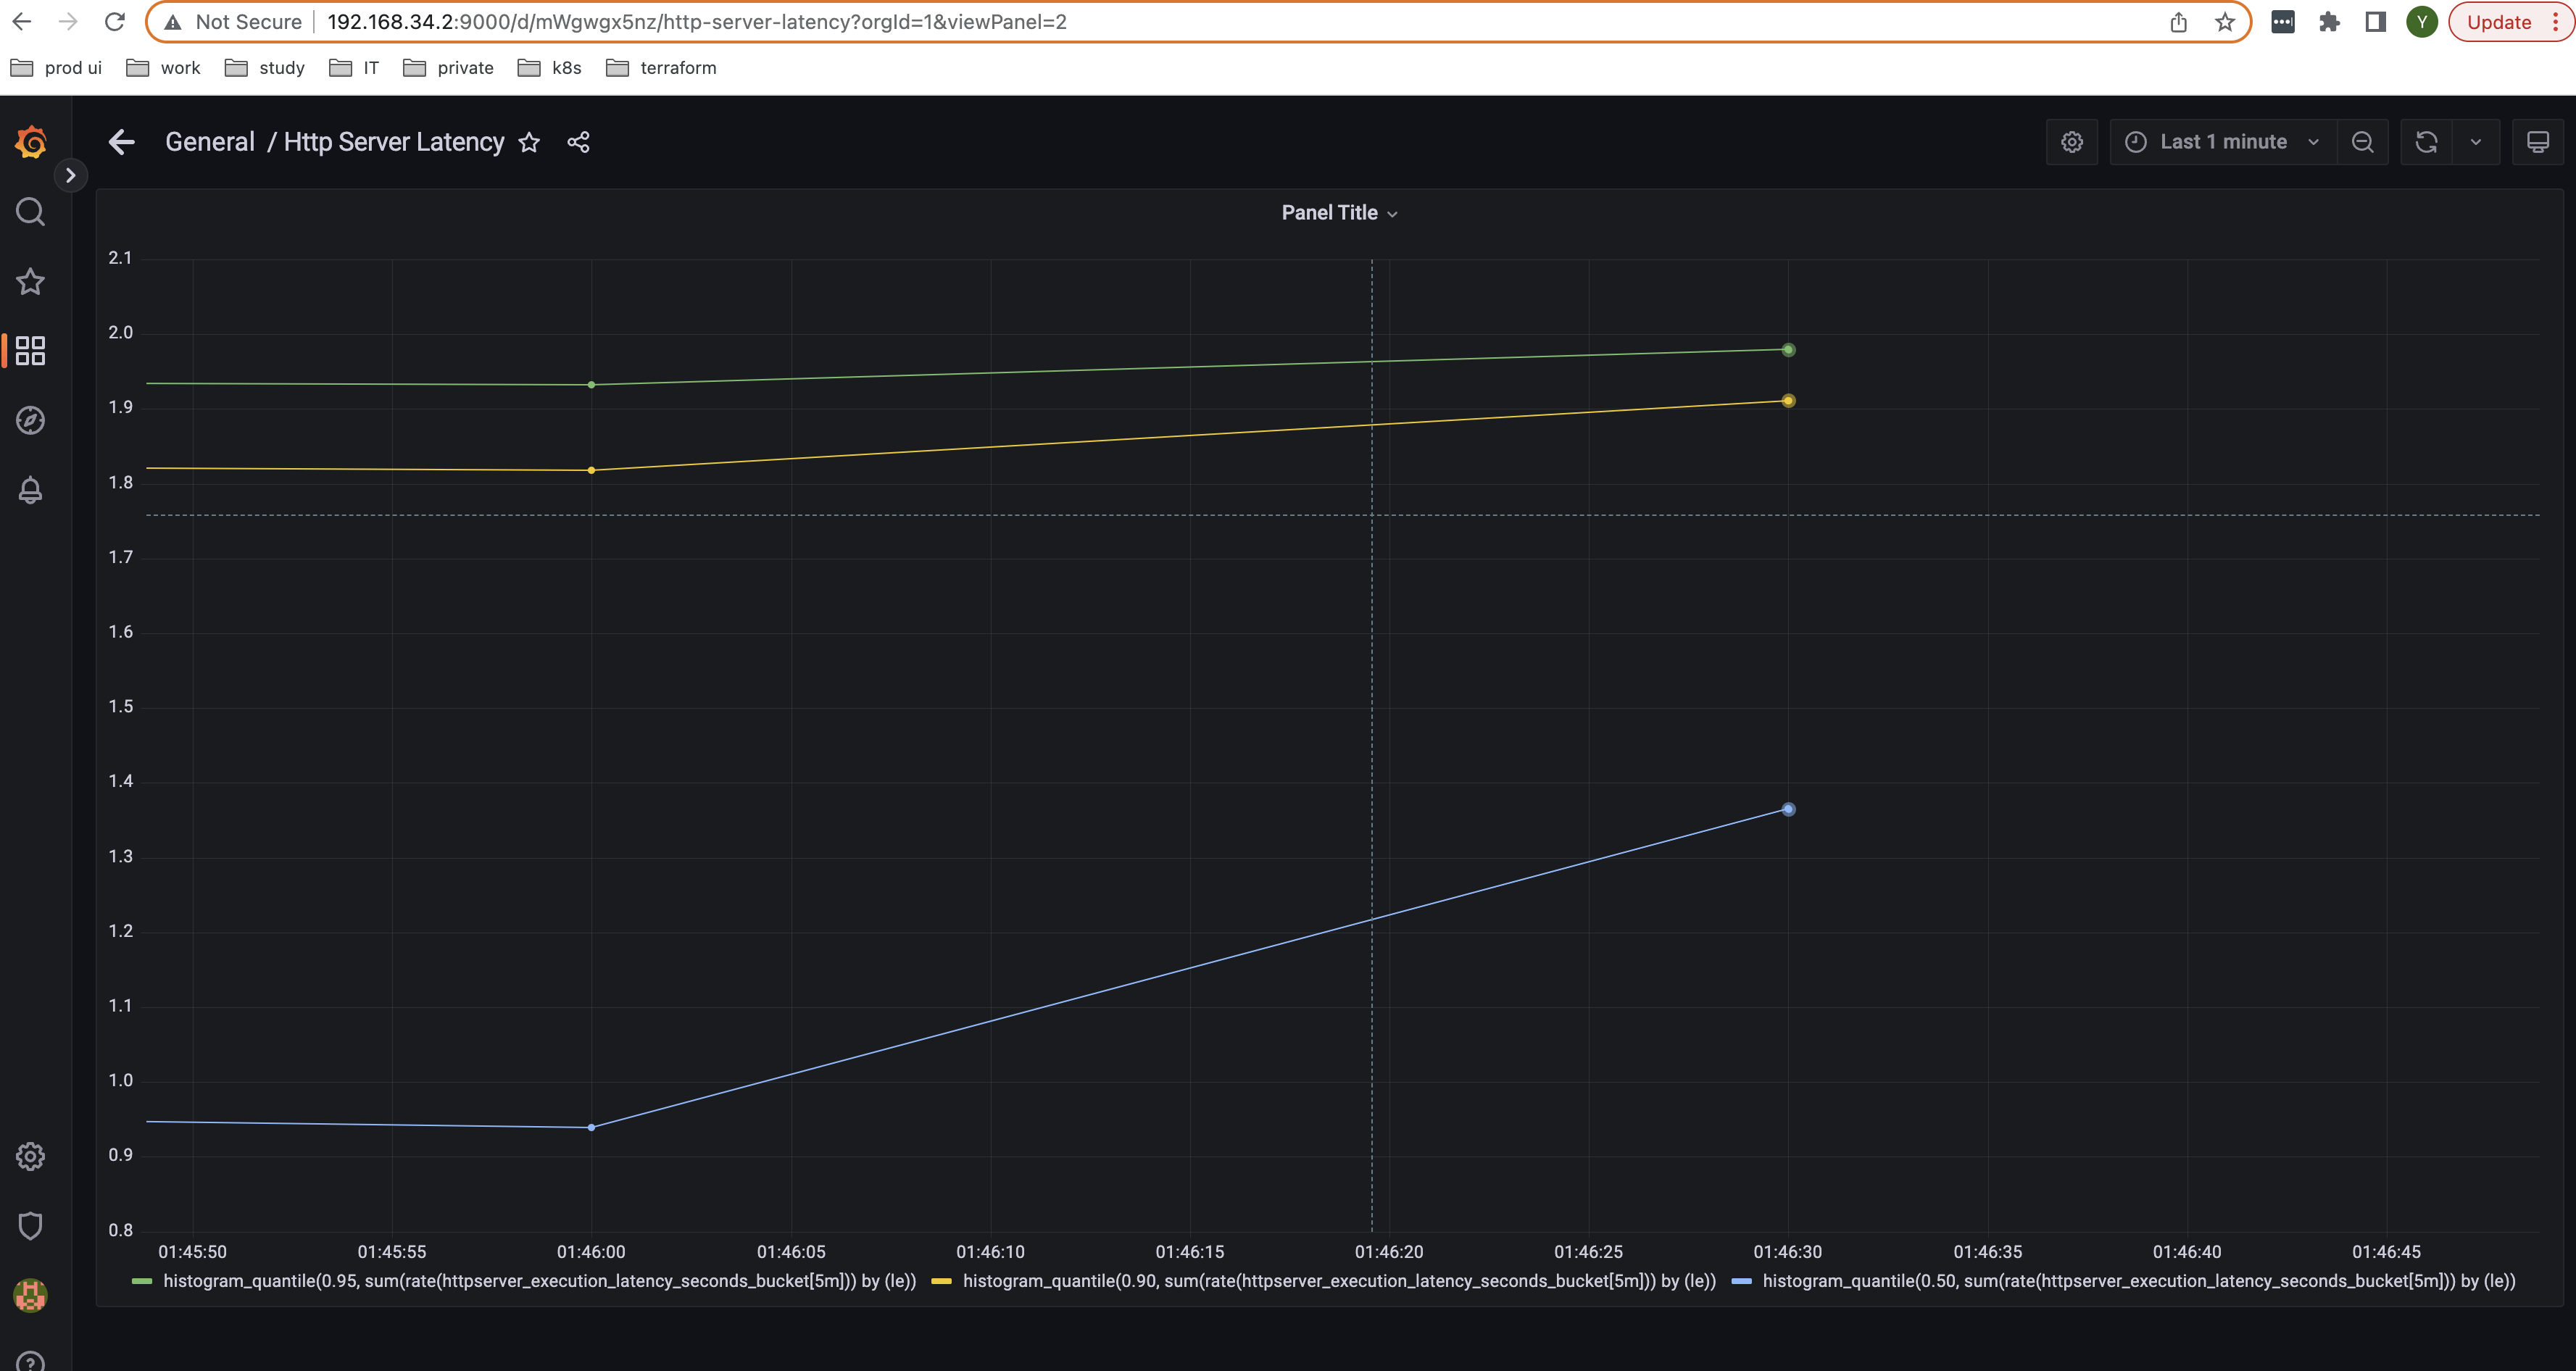 Not Secure 192.168.34.2:9000/d/mWgwgx5nz/http-server-latency?orgId=1&viewPanel=2 Y Update
prod ui work study IT private k8s terraform
General / Http Server Latency Last 1 minute
Panel Title
2.1
2.0
1.9
1.8
1.7
1.6
1.5
1.4
1.3
1.2
1.1
1.0
0.9
0.8
01:45:50 01:45:55 01:46:00 01:46:05 01:46:10 01:46:15 01:46:20 01:46:25 01:46:30 01:46:35 01:46:40 01:46:45
histogram_quantile(0.95, sum(rate(httpserver_execution_latency_seconds_bucket[5m])) by (le)) histogram_quantile(0.90, sum(rate(httpserver_execution_latency_seconds_bucket[5m])) by (le)) histogram_quantile(0.50, sum(rate(httpserver_execution_latency_seconds_bucket[5m])) by (le))